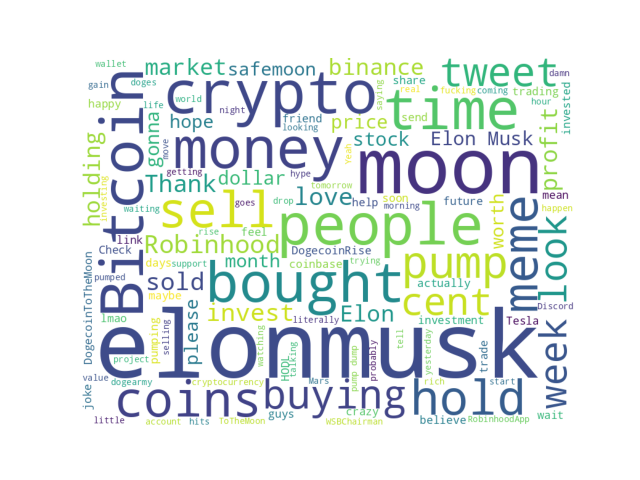 wallet
gain
doges
market
safemoon
binance
tweet
damn
real
fucking
coming
trading
crypto
saying
share
happy
life
world
night
looking
friend
send
time
hour
invested
holding
gonna
hope
price
stock
Elon Musk
profit
Bitcoin
move
money
Yeah
moon
investing
getting
hype
tomorrow
Thank
dollar
love
help
soon
morning
future
mean
waiting
goes
drop
sell
people
worth
happen
link
rise
feel
Robinhood
DogecoinRise
meme
look
Check
days
support
month
coinbase
trying
actually
pump
pumped
maybe
sold
bought
cent
Discord
DogecoinToTheMoon
lmao
pumping
selling
please
invest
literally
Elon
investment
Tesla
week
elonmusk
project
watching
HODL
talking
pump dump
probably
tell
yesterday
trade
joke
value
dogearmy
cryptocurrency
Mars
rich
start
coins
buying
hold
little
account
hits
ToTheMoon
guys
WSBChairman
crazy
believe
RobinhoodApp
wait